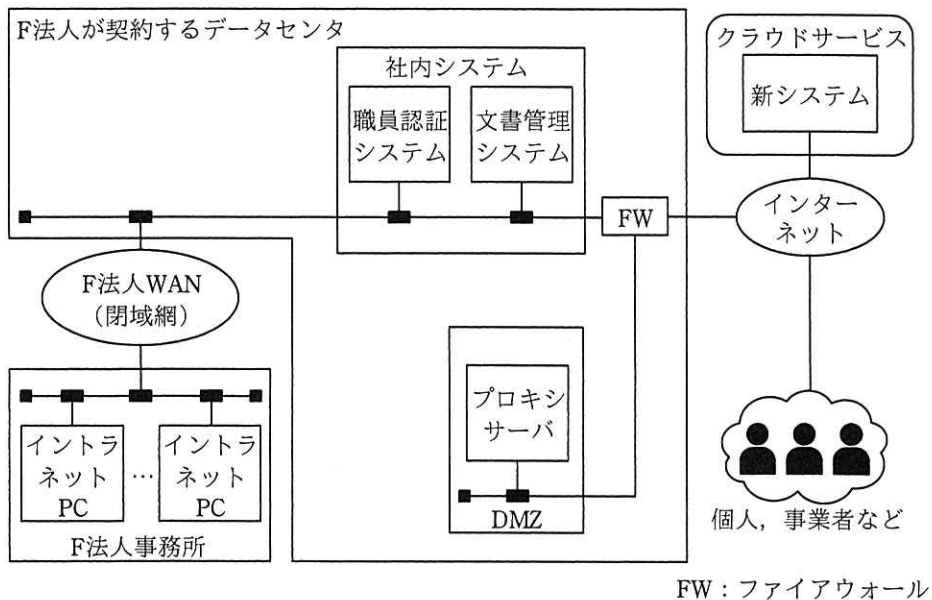 F法人が契約するデータセンタ
社内システム
職員認証
システム
文書管理
システム
クラウドサービス
新システム
FW
インター
ネット
F法人WAN
(閉域網)
プロキシ
サーバ
DMZ
イントラ
ネット
PC
…
イントラ
ネット
PC
F法人事務所
個人,事業者など
FW:ファイアウォール